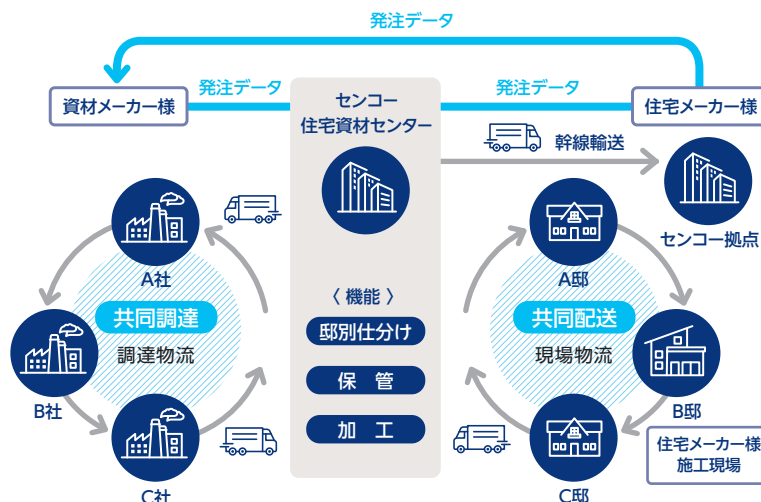 発注データ
発注データ
発注データ
資材メーカー様
センコー
住宅資材センター
住宅メーカー様
幹線輸送
センコー拠点
A社
共同調達
調達物流
B社
C社
〈 機能 〉
邸別仕分け
保 管
加 工
A邸
共同配送
現場物流
B邸
C邸
住宅メーカー様
施工現場